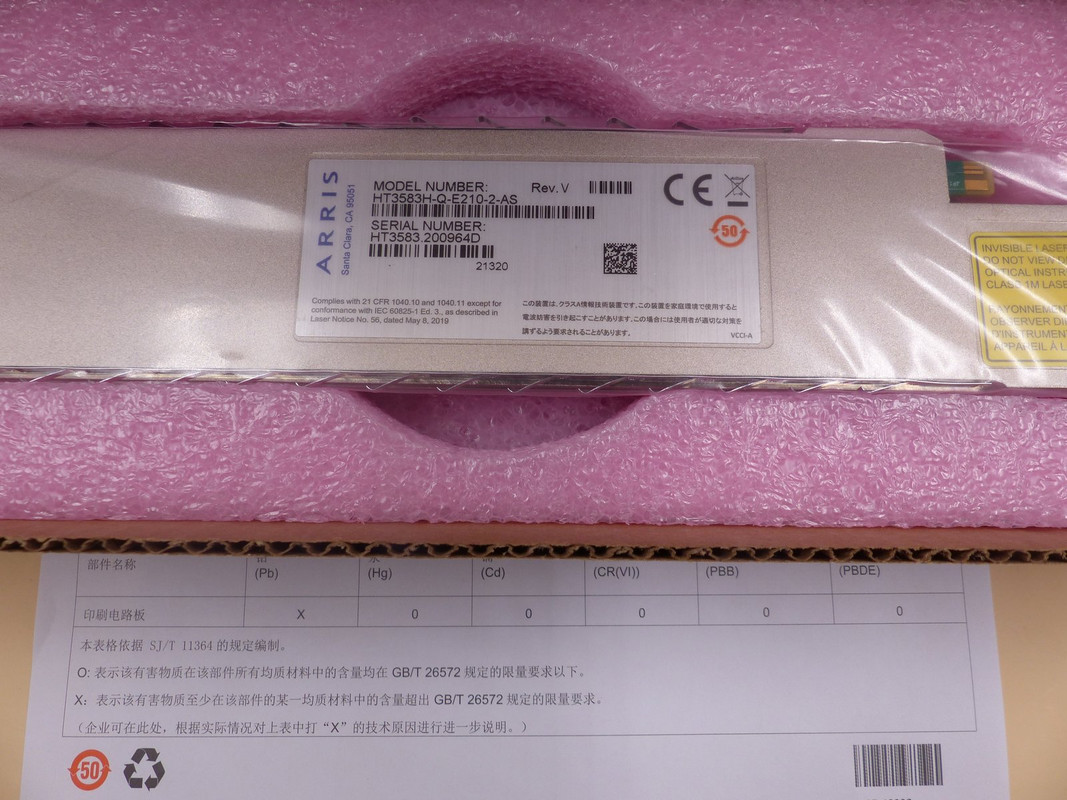 ARRIS
Santa Clara, CA 95051
MODEL NUMBER: Rev. V
HT3583H-Q-E210-2-AS
SERIAL NUMBER:
HT3583.200964D
21320
CE
50
Complies with 21 CFR 1040.10 and 1040.11 except for
conformance with IEC 60825-1 Ed. 3., as described in
Laser Notice No. 56, dated May 8, 2019
この装置は、クラスA情報技術装置です。この装置を家庭環境で使用すると
電波妨害を引き起こすことがあります。この場合には使用者が適切な対策を
講ずるよう要求されることがあります。
VCCI-A
INVISIBLE LASER
DO NOT VIEW
OPTICAL
CLASS 1M LASE
OBSERVER
APPAREIL À
部件名称
(Pb) (Hg) (Cd) (CR(VI)) (PBB) (PBDE)
印刷电路板 X 0 0 0 0 0
本表格依据 SJ/T 11364 的规定编制。
O: 表示该有害物质在该部件所有均质材料中的含量均在 GB/T 26572 规定的限量要求以下。
X: 表示该有害物质至少在该部件的某一均质材料中的含量超出 GB/T 26572 规定的限量要求。
（企业可在此处，根据实际情况对上表中打“X”的技术原因进行进一步说明。）
50